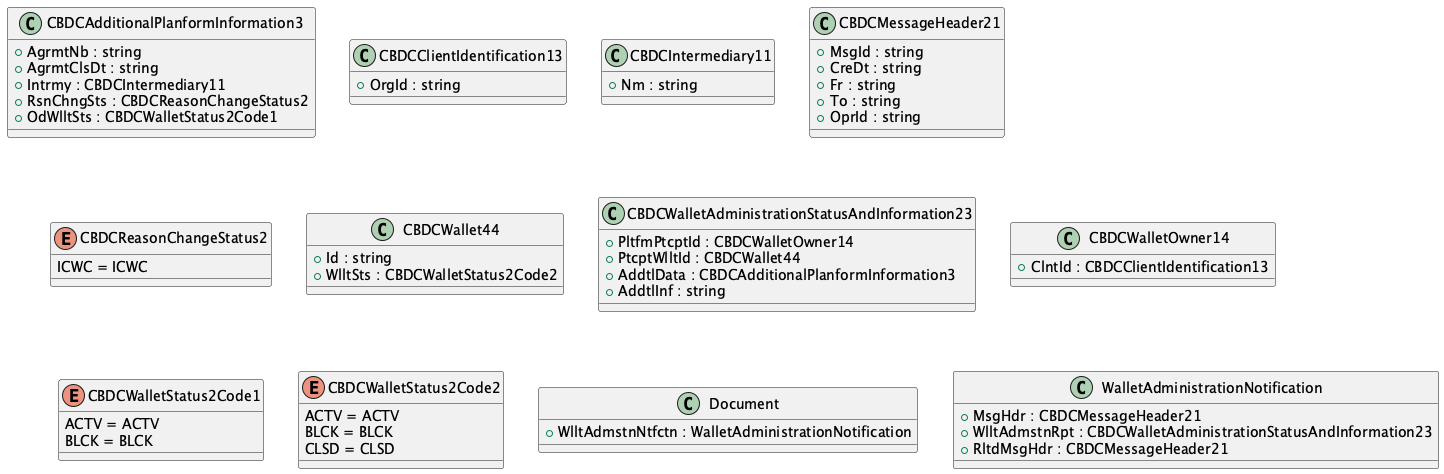 C CBDCAdditionalPlanformInformation3
AgrmtNb : string
AgrmtClsDt : string
Intrmy : CBDCIntermediary11
RsnChngSts : CBDCReasonChangeStatus2
OdWlltSts : CBDCWalletStatus2Code1
C CBDCClientIdentification13
OrgId : string
C CBDCIntermediary11
Nm : string
C CBDCMessageHeader21
MsgId : string
CreDt : string
Fr : string
To : string
OprId : string
E CBDCReasonChangeStatus2
ICWC = ICWC
C CBDCWallet44
Id : string
WlltSts : CBDCWalletStatus2Code2
C CBDCWalletAdministrationStatusAndInformation23
PltfmPtcptId : CBDCWalletOwner14
PtcptWlltId : CBDCWallet44
AddtlData : CBDCAdditionalPlanformInformation3
AddtlInf : string
C CBDCWalletOwner14
ClntId : CBDCClientIdentification13
E CBDCWalletStatus2Code1
ACTV = ACTV
BLCK = BLCK
E CBDCWalletStatus2Code2
ACTV = ACTV
BLCK = BLCK
CLSD = CLSD
C Document
WlltAdmstnNtfctn : WalletAdministrationNotification
C WalletAdministrationNotification
MsgHdr : CBDCMessageHeader21
WlltAdmstnRpt : CBDCWalletAdministrationStatusAndInformation23
RltdMsgHdr : CBDCMessageHeader21